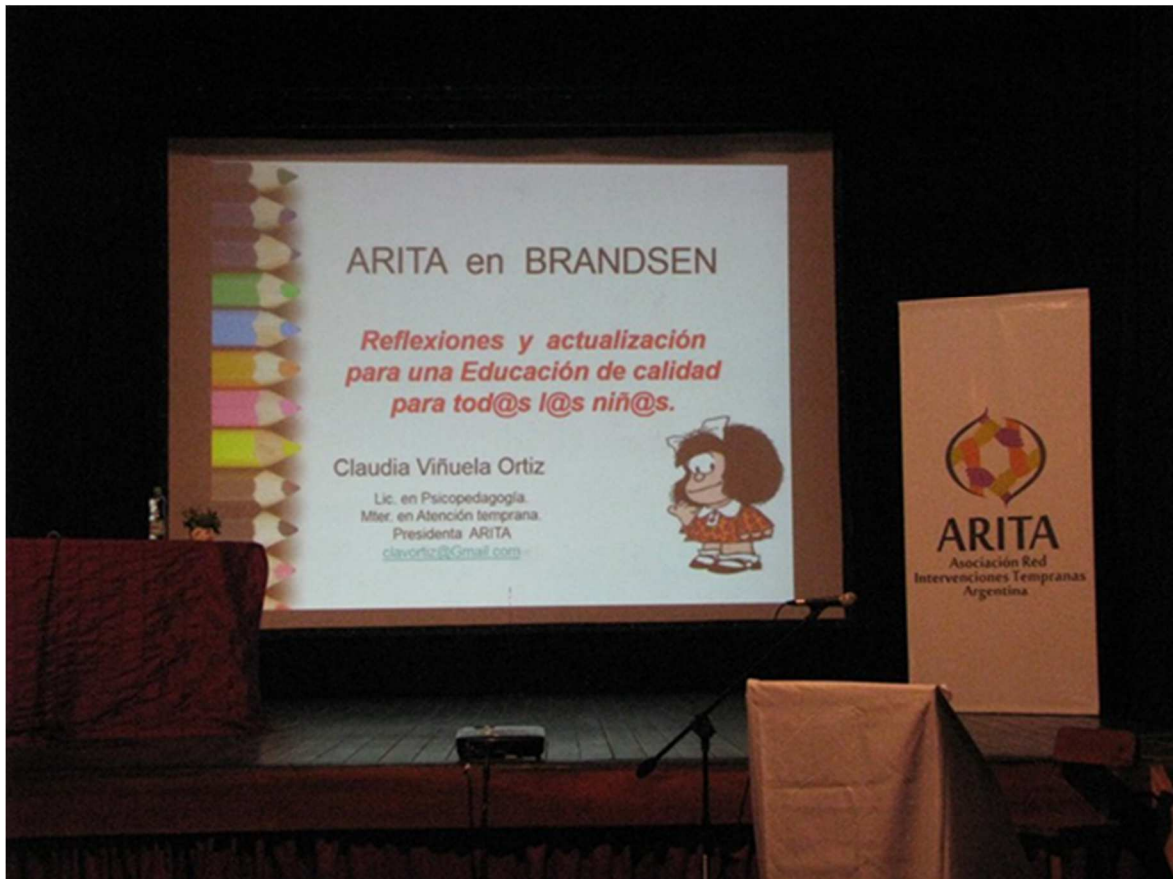 ARITA en BRANDSEN
Reflexiones y actualización
para una Educación de calidad
para tod@s l@s niñ@s.
Claudia Viñuela Ortiz
Lic. en Psicopedagogía.
Mter. en Atención temprana.
Presidenta ARITA
clavortiz@Gmail.com
ARITA
Asociación Red
Intervenciones Tempranas
Argentina